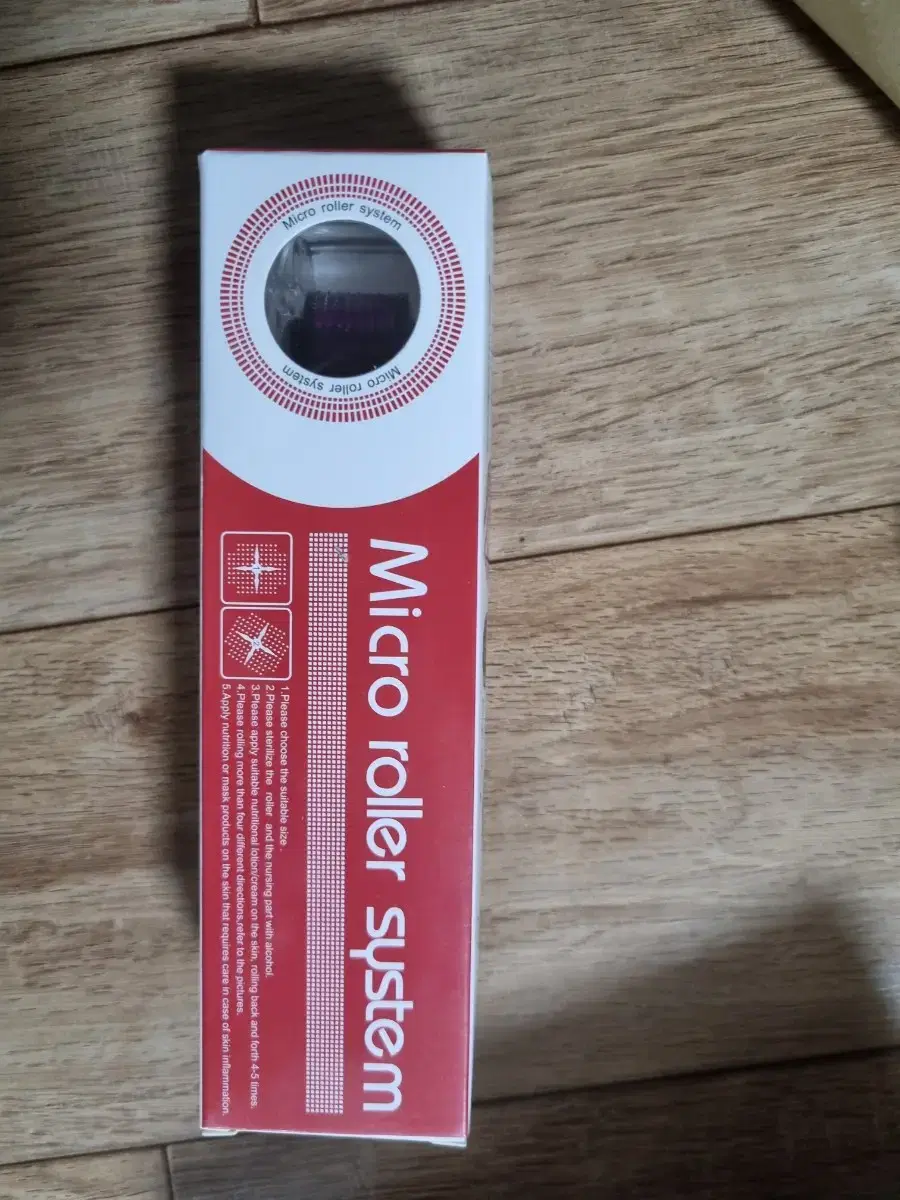 Micro roller system
Micro roller system
Micro roller system
1.Please choose the suitable size .
2.Please sterilize the roller and the nursing part with alcohol.
3.Please apply suitable nutritional lotion/cream on the skin, rolling back and forth 4-5 times.
4.Please rolling more than four different directions,refer to the pictures.
5.Apply nutrition or mask products on the skin that requires care in case of skin inflammation.